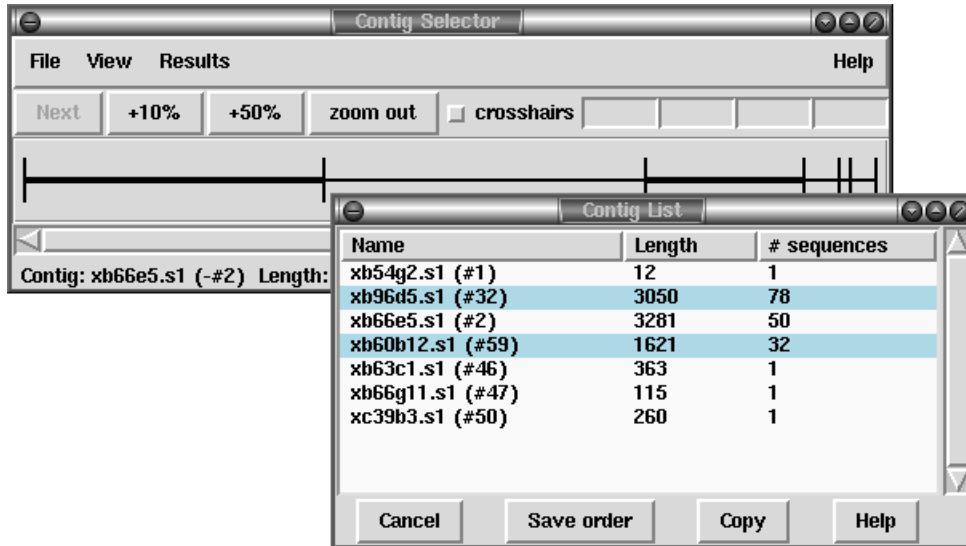 Contig Selector
File View Results Help
Next +10% +50% zoom out crosshairs
Contig: xb66e5.s1 (-#2) Length:
Contig List
Name Length # sequences
xb54g2.s1 (#1) 12 1
xb96d5.s1 (#32) 3050 78
xb66e5.s1 (#2) 3281 50
xb60b12.s1 (#59) 1621 32
xb63c1.s1 (#46) 363 1
xb66g11.s1 (#47) 115 1
xc39b3.s1 (#50) 260 1
Cancel Save order Copy Help